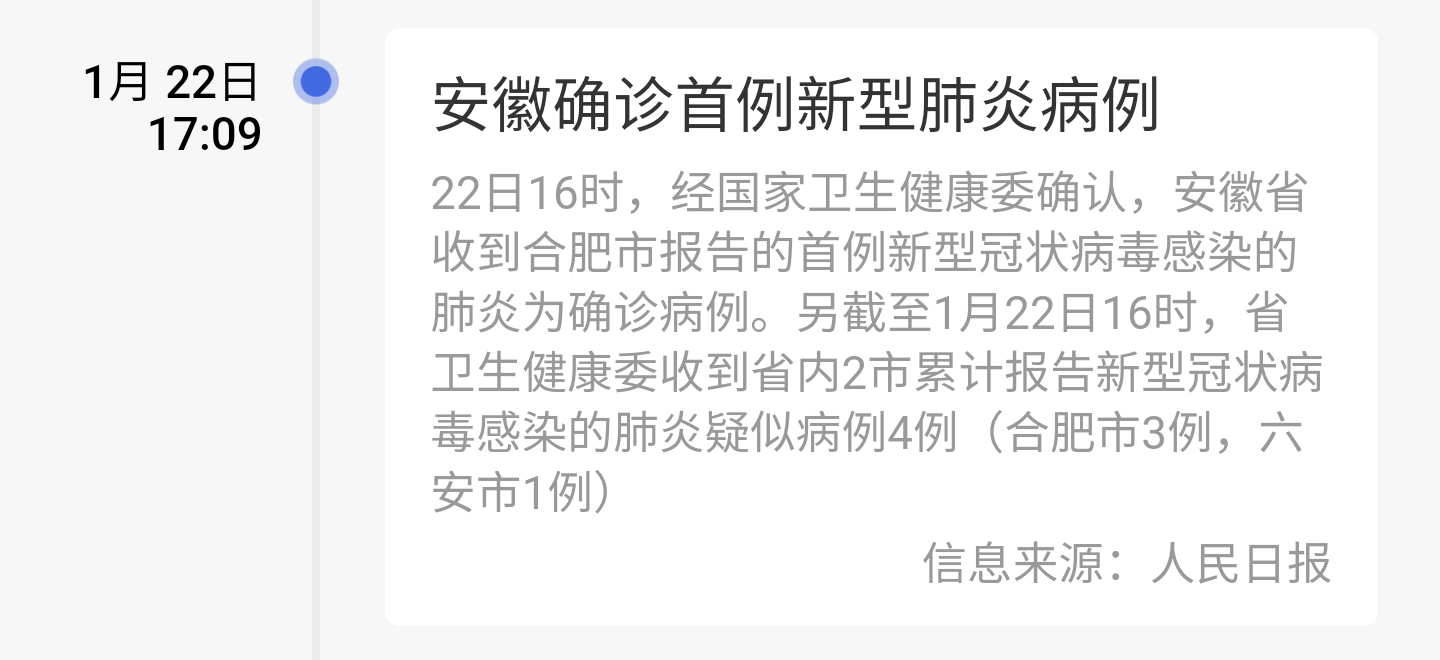 1月 22日
17:09
安徽确诊首例新型肺炎病例
22日16时，经国家卫生健康委确认，安徽省
收到合肥市报告的首例新型冠状病毒感染的
肺炎为确诊病例。另截至1月22日16时，省
卫生健康委收到省内2市累计报告新型冠状病
毒感染的肺炎疑似病例4例（合肥市3例，六
安市1例）
信息来源：人民日报